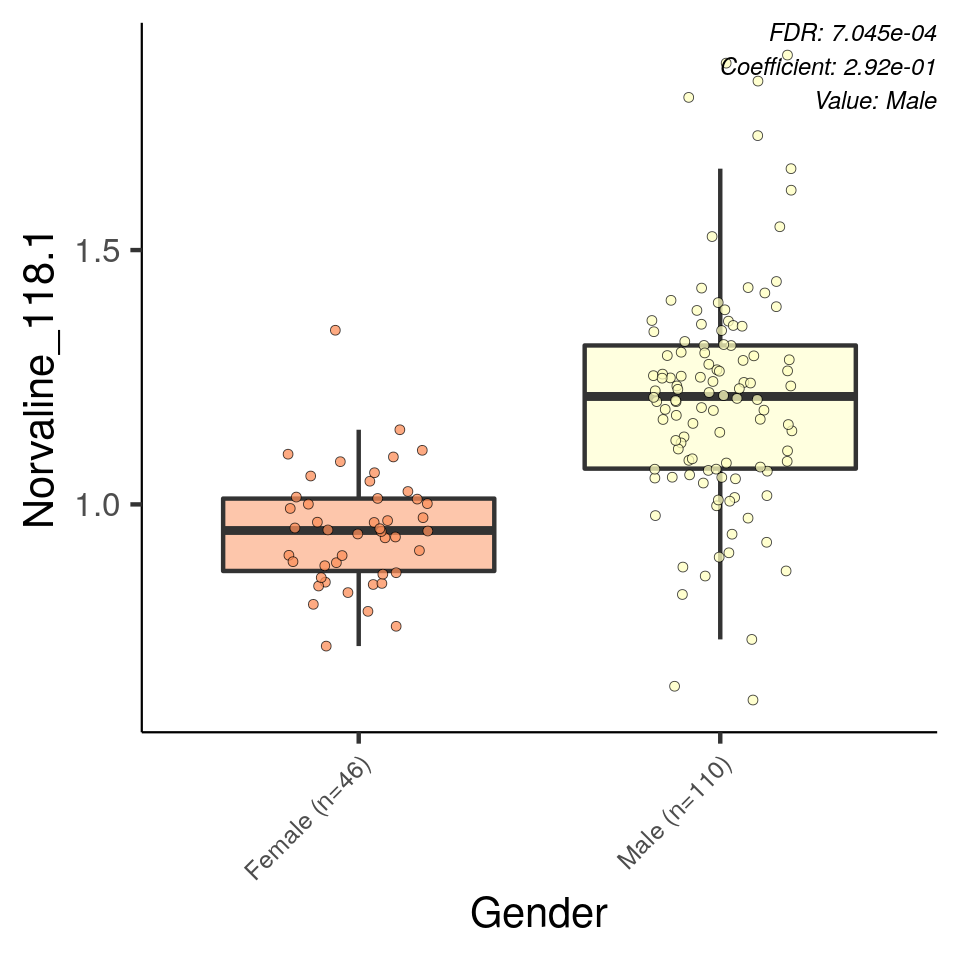 FDR: 7.045e-04
Coefficient: 2.92e-01
Value: Male
Norvaline_118.1
1.5
1.0
Female (n=46)
Male (n=110)
Gender